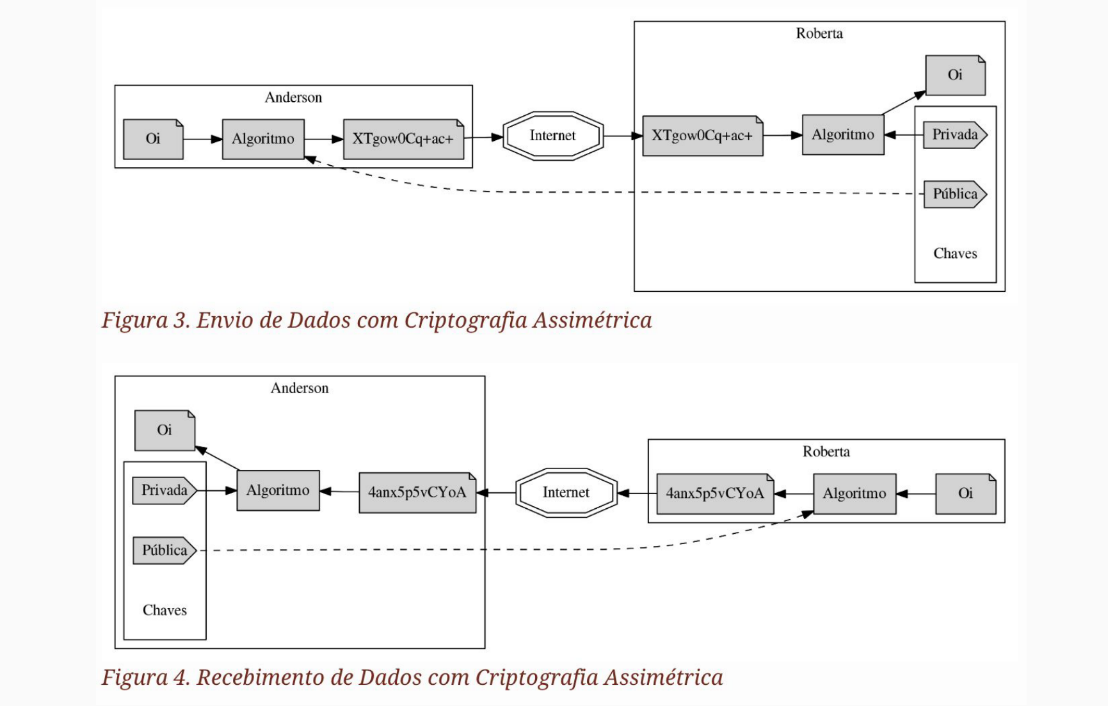 Roberta
Oi
Anderson
Oi
Algoritmo
XTgow0Cq+ac+
Internet
XTgow0Cq+ac+
Algoritmo
Privada
Pública
Chaves
Figura 3. Envio de Dados com Criptografia Assimétrica
Anderson
Oi
Privada
Algoritmo
4anx5p5vCYoA
Internet
Roberta
4anx5p5vCYoA
Algoritmo
Oi
Pública
Chaves
Figura 4. Recebimento de Dados com Criptografia Assimétrica